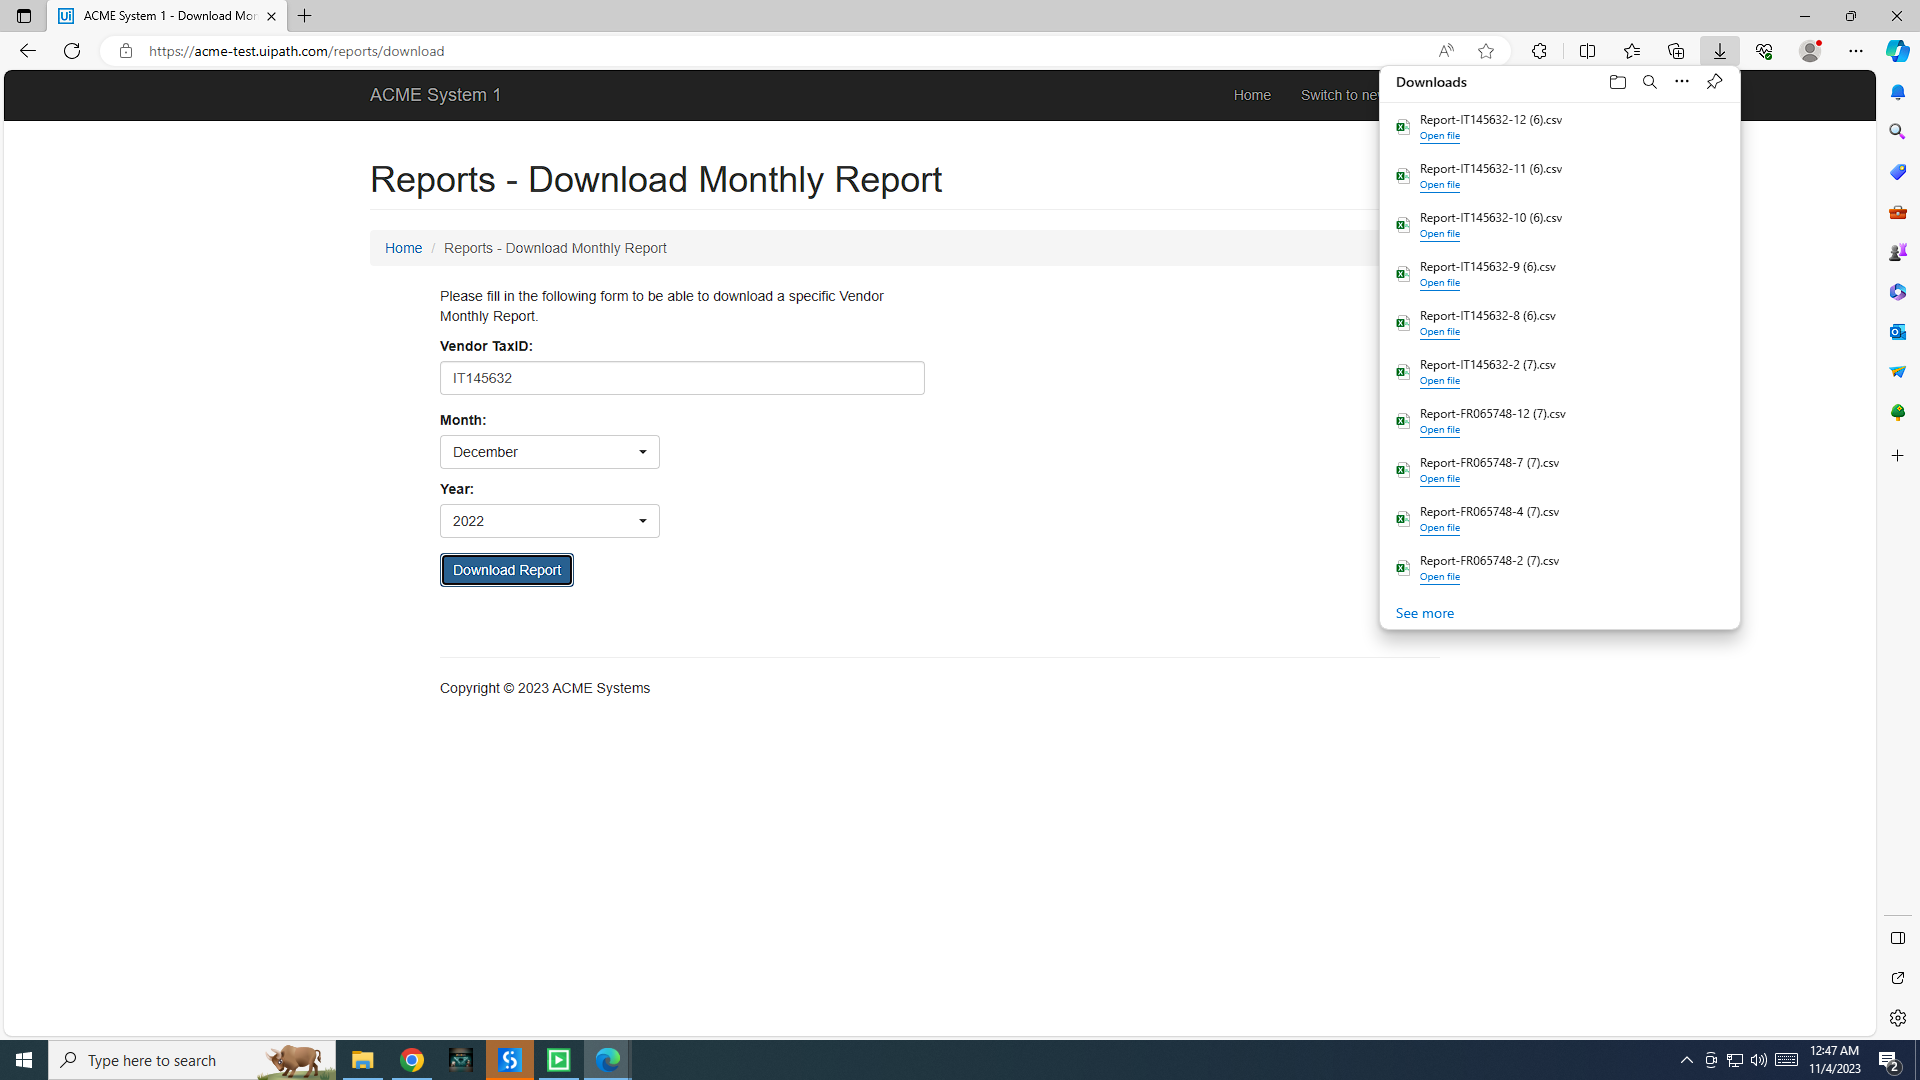 ACME System 1 - Download Mon
https://acme-test.uipath.com/reports/download
ACME System 1
Home
Switch to nev
Downloads
Report-IT145632-12 (6).csv
Open file
Report-IT145632-11 (6).csv
Open file
Report-IT145632-10 (6).csv
Open file
Report-IT145632-9 (6).csv
Open file
Report-IT145632-8 (6).csv
Open file
Report-IT145632-2 (7).csv
Open file
Report-FR065748-12 (7).csv
Open file
Report-FR065748-7 (7).csv
Open file
Report-FR065748-4 (7).csv
Open file
Report-FR065748-2 (7).csv
Open file
See more
Reports - Download Monthly Report
Home / Reports - Download Monthly Report
Please fill in the following form to be able to download a specific Vendor
Monthly Report.
Vendor TaxID:
IT145632
Month:
December
Year:
2022
Download Report
Copyright © 2023 ACME Systems
Type here to search
12:47 AM
11/4/2023
2